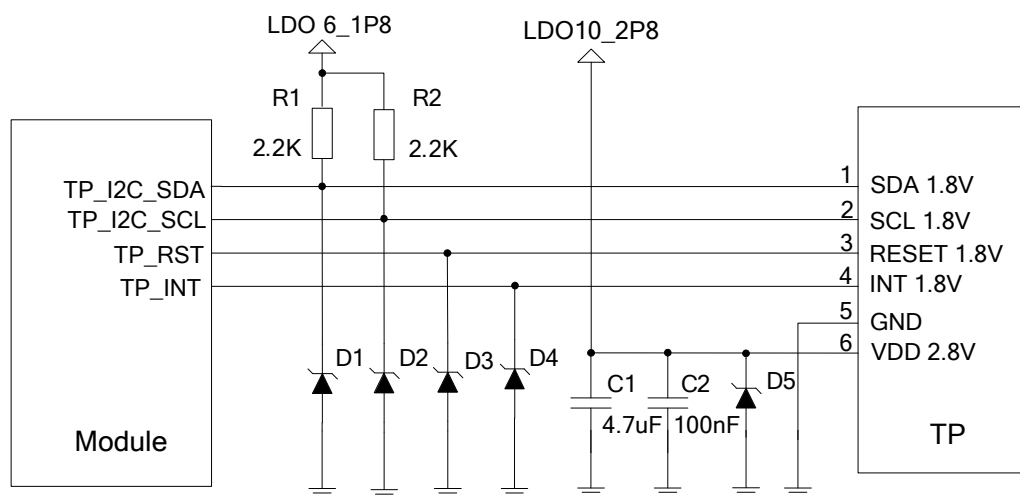 LDO 6_1P8
LDO10_2P8
R1
R2
2.2K
2.2K
TP_I2C_SDA
TP_I2C_SCL
TP_RST
TP_INT
1
2
3
4
5
6
SDA 1.8V
SCL 1.8V
RESET 1.8V
INT 1.8V
GND
VDD 2.8V
D1
D2
D3
D4
C1
C2
D5
4.7uF
100nF
Module
TP